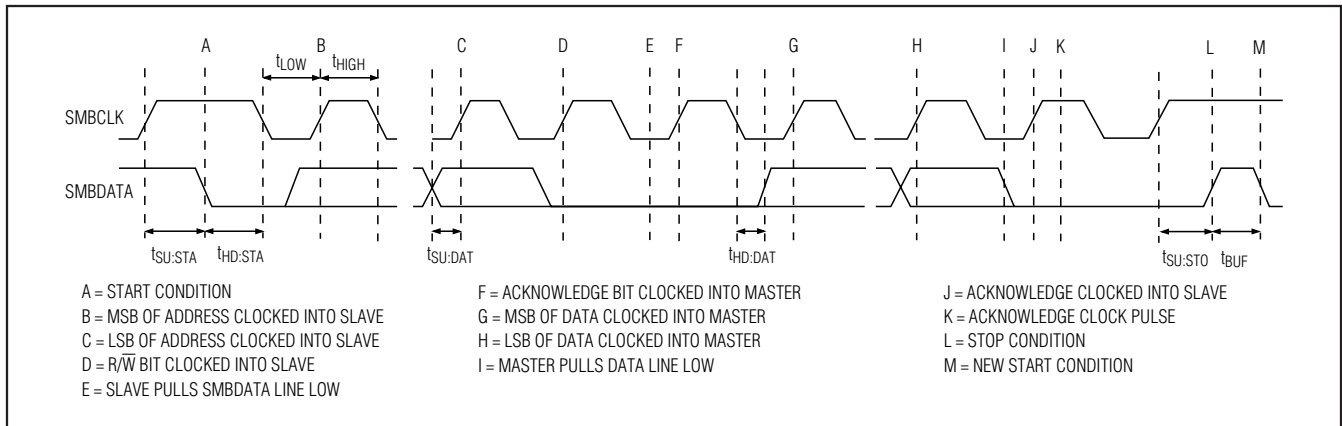 A B C D E F G H I J K L M
tLOW tHIGH
SMBCLK
SMBDATA
tSU:STA tHD:STA tSU:DAT tHD:DAT tSU:STO tBUF
A = START CONDITION
B = MSB OF ADDRESS CLOCKED INTO SLAVE
C = LSB OF ADDRESS CLOCKED INTO SLAVE
D = R/W̅ BIT CLOCKED INTO SLAVE
E = SLAVE PULLS SMBDATA LINE LOW
F = ACKNOWLEDGE BIT CLOCKED INTO MASTER
G = MSB OF DATA CLOCKED INTO MASTER
H = LSB OF DATA CLOCKED INTO MASTER
I = MASTER PULLS DATA LINE LOW
J = ACKNOWLEDGE CLOCKED INTO SLAVE
K = ACKNOWLEDGE CLOCK PULSE
L = STOP CONDITION
M = NEW START CONDITION